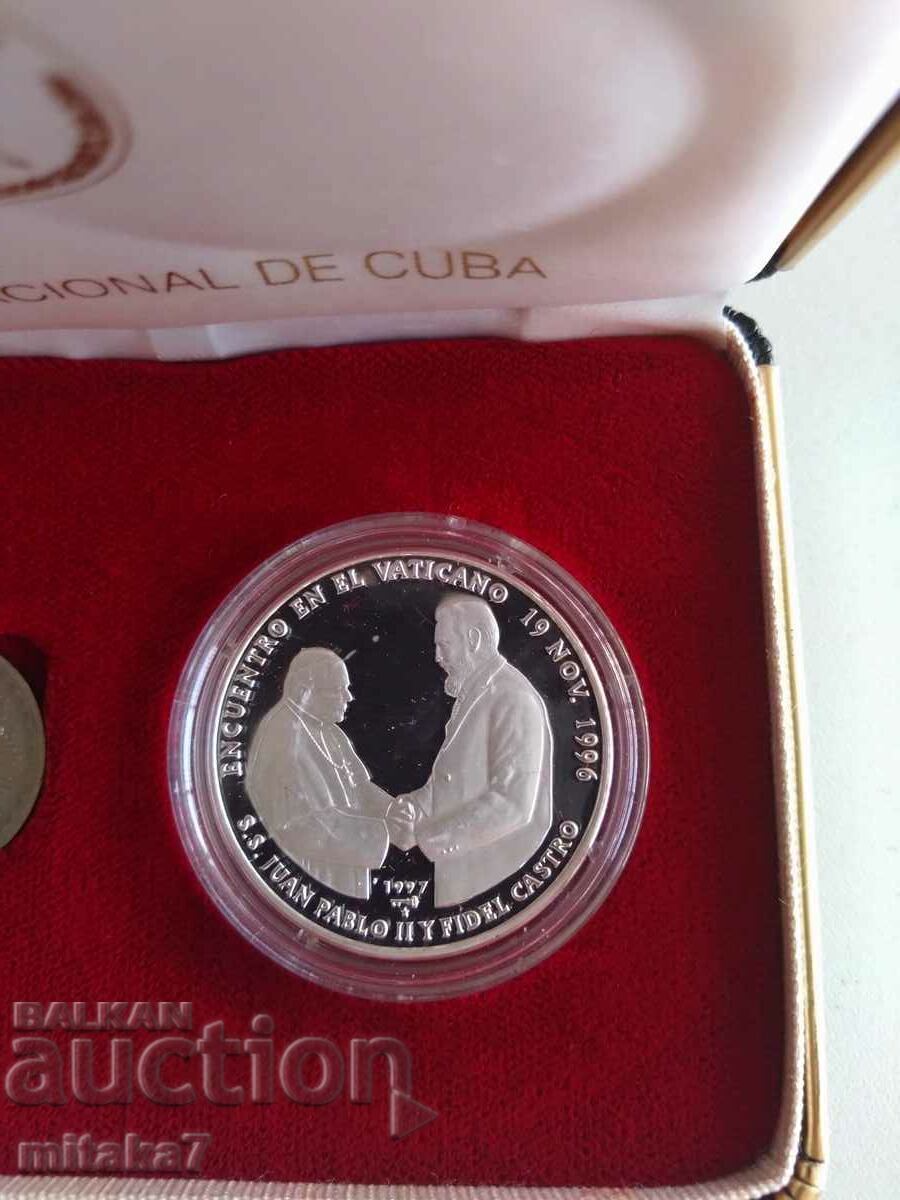 CIONAL DE CUBA
ENCUENTRO EN EL VATICANO 19 NOV. 1996
1997
S.S. JUAN PABLO II Y FIDEL CASTRO
BALKAN
auction
mitaka7